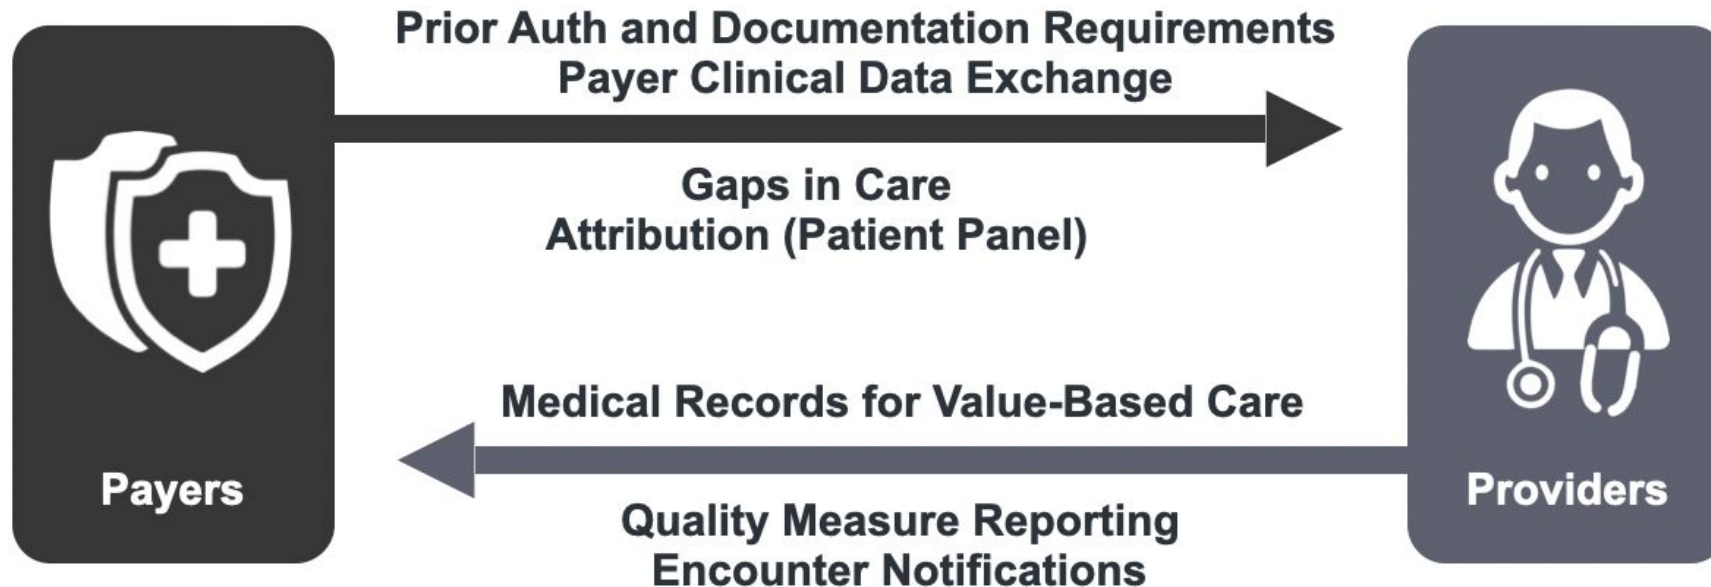 Prior Auth and Documentation Requirements
Payer Clinical Data Exchange
Gaps in Care
Attribution (Patient Panel)
Medical Records for Value-Based Care
Payers
Providers
Quality Measure Reporting
Encounter Notifications